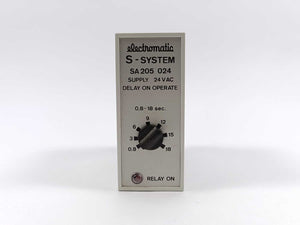 electromatic
S-SYSTEM
SA 205 024
SUPPLY 24 VAC
DELAY ON OPERATE
0.8-18 sec.
9
6 12
3 15
0.8 18
RELAY ON